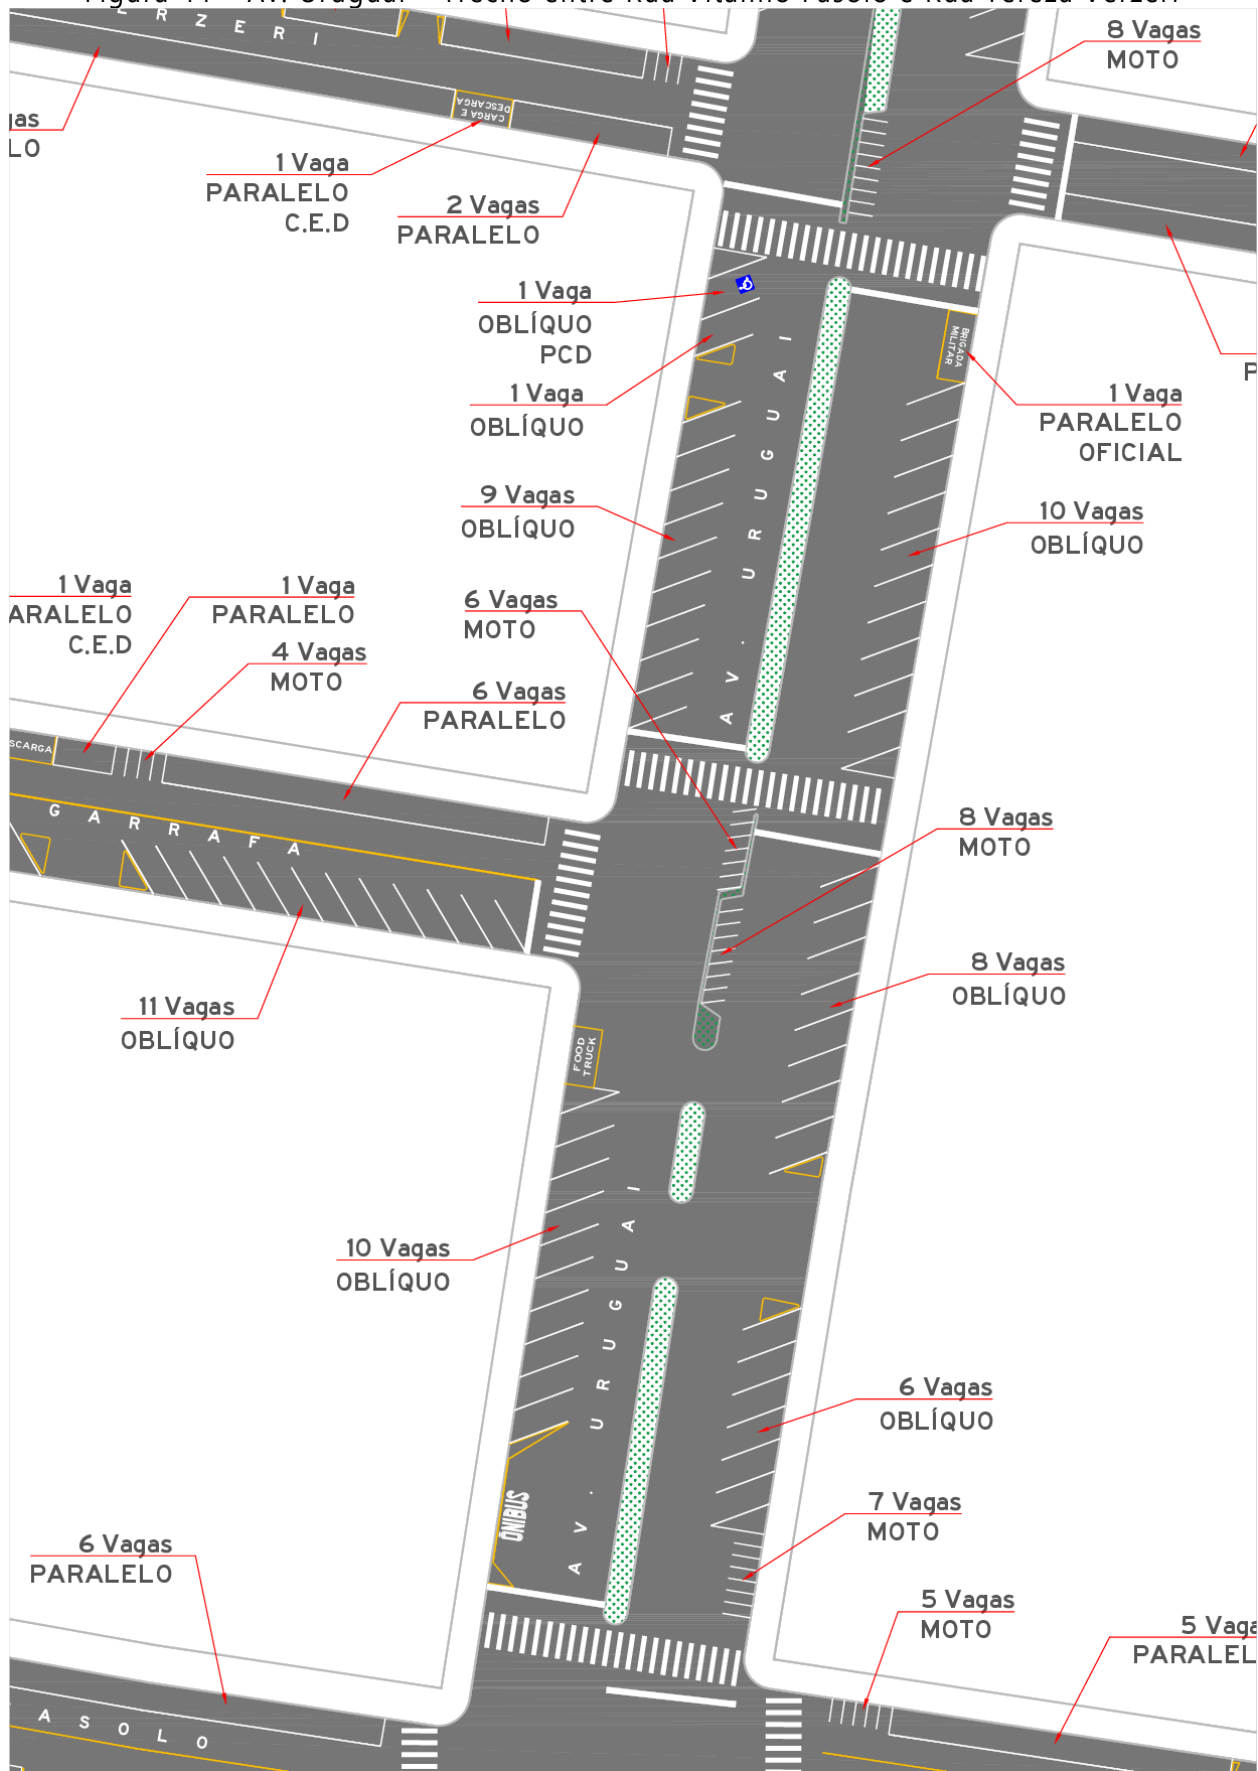 E R Z E R I
8 Vagas
MOTO
gas
LO
CARGA E
DESCARGA
1 Vaga
PARALELO
C.E.D
2 Vagas
PARALELO
1 Vaga
OBLÍQUO
PCD
1 Vaga
OBLÍQUO
BRIGADA
MILITAR
1 Vaga
PARALELO
OFICIAL
P
9 Vagas
OBLÍQUO
10 Vagas
OBLÍQUO
AV. URUGUAI
1 Vaga
ARALELO
C.E.D
1 Vaga
PARALELO
6 Vagas
MOTO
4 Vagas
MOTO
6 Vagas
PARALELO
SCARGA
GARRAFA
8 Vagas
MOTO
8 Vagas
OBLÍQUO
11 Vagas
OBLÍQUO
FOOD
TRUCK
10 Vagas
OBLÍQUO
AV. URUGUAI
6 Vagas
OBLÍQUO
ÔNIBUS
7 Vagas
MOTO
6 Vagas
PARALELO
5 Vagas
MOTO
5 Vaga
PARALEL
ASOLO